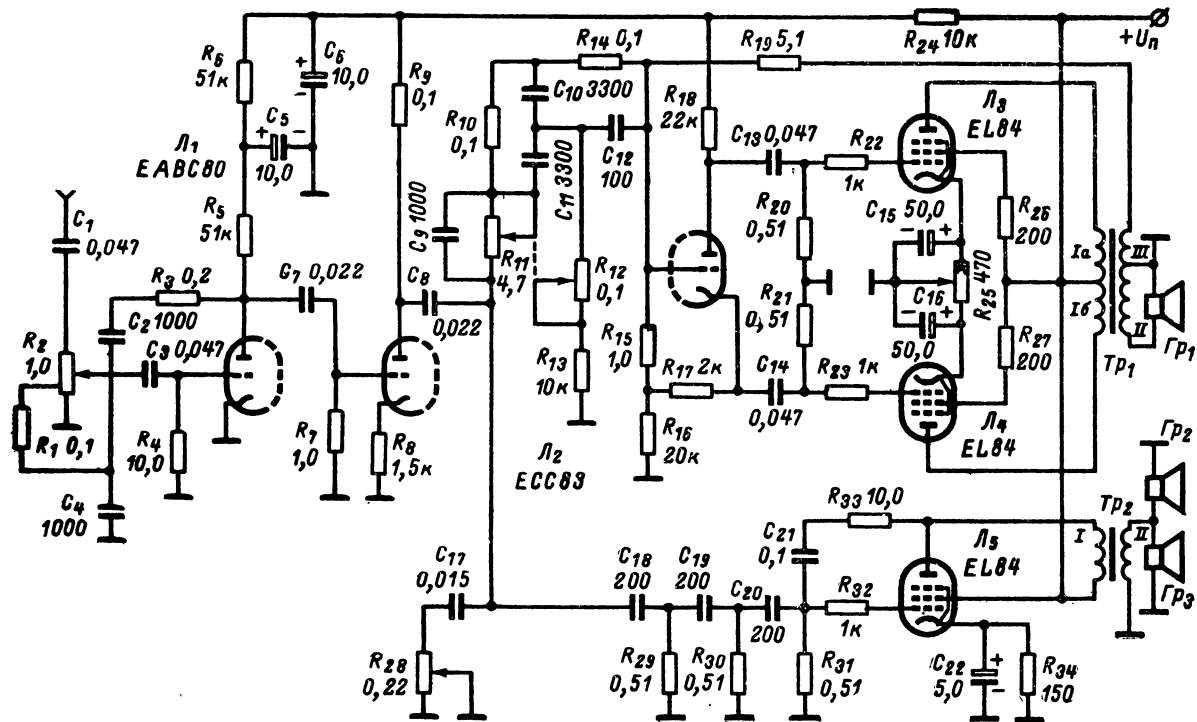 R24 10к
+Uп
R6
51к
C6
10,0
C5
10,0
Л1
EABC80
R5
51к
C1
0,047
R3 0,2
C2 1000
C7 0,022
R2
1,0
C3 0,047
R1 0,1
R4
10,0
C4
1000
R7
1,0
R8
1,5к
R9
0,1
C8
0,022
R14 0,1
C10 3300
R10
0,1
C11 3300
C9 1000
R11
4,7
C12
100
R12
0,1
R13
10к
Л2
ECC83
R19 5,1
R18
22к
C13 0,047
R22
1к
R15
1,0
R17 2к
R16
20к
R20
0,51
R21
0,51
C14
0,047
R23 1к
Л3
EL84
C15
50,0
C16
50,0
R25 470
R26
200
R27
200
Л4
EL84
Iа
Iб
III
II
Тр1
Гр1
C17
0,015
R28
0,22
C18
200
C19
200
C20
200
R29
0,51
R30
0,51
R31
0,51
C21
0,1
R33 10,0
R32
1к
Л5
EL84
C22
5,0
R34
150
Тр2
I
II
Гр2
Гр3